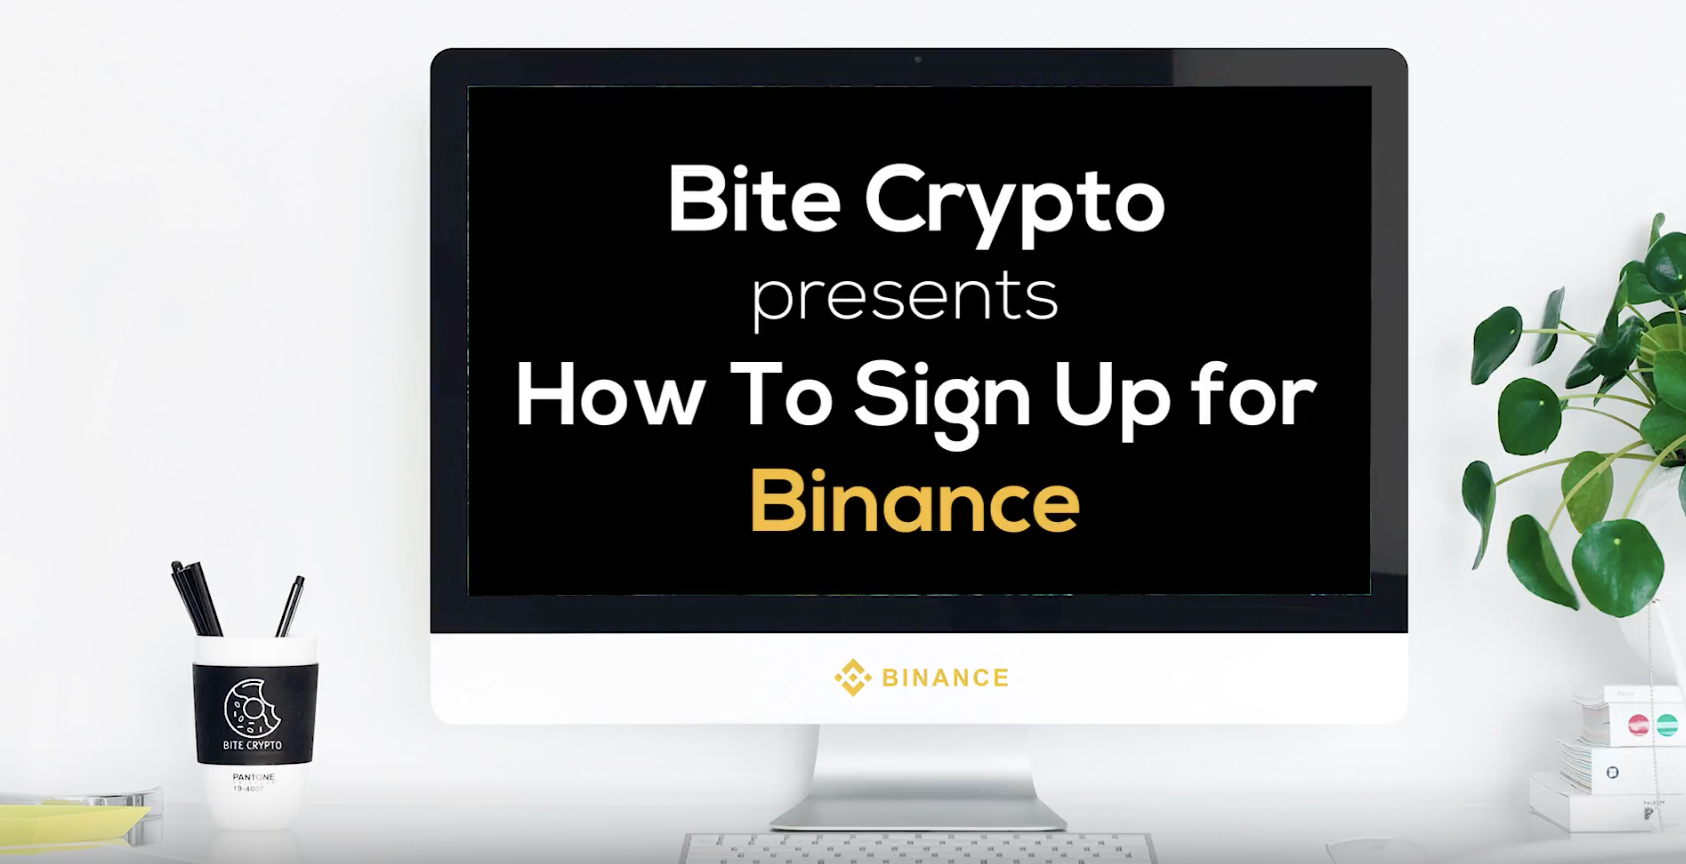 Bite Crypto
presents
How To Sign Up for
Binance
BINANCE
BITE CRYPTO
PANTONE